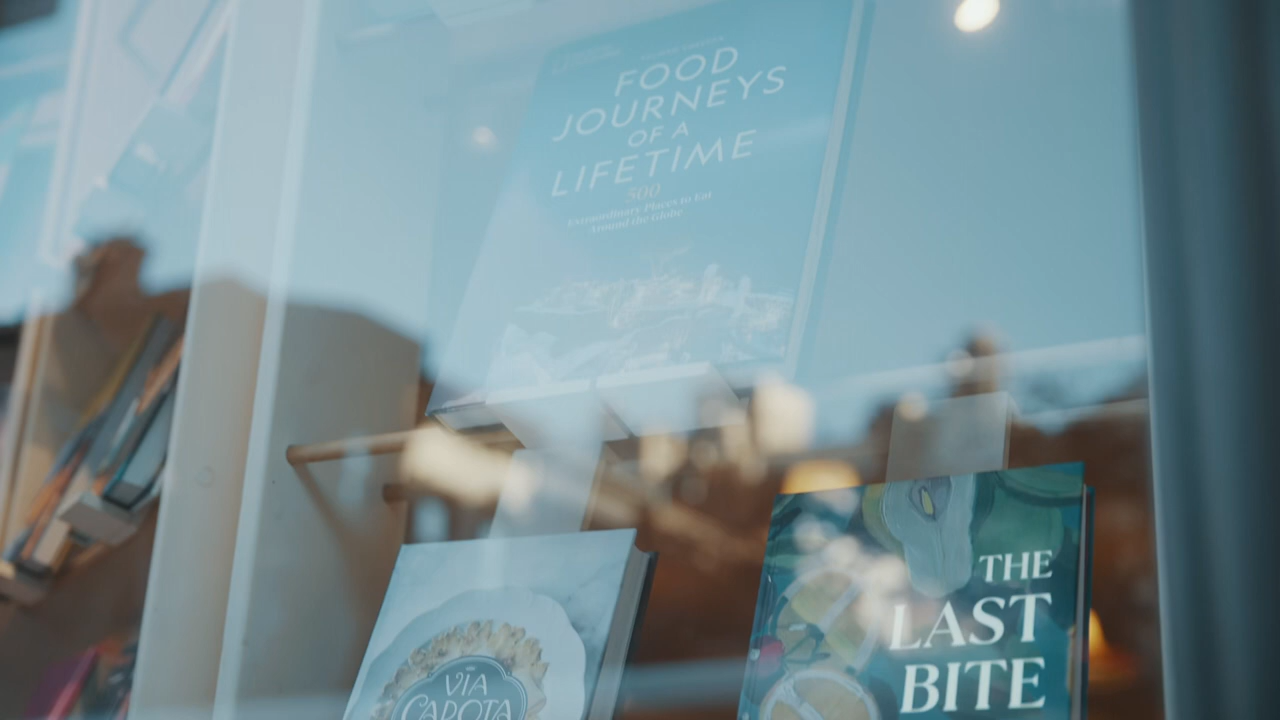 FOOD
JOURNEYS
OF A
LIFETIME
500
Extraordinary Places to Eat
Around the Globe
VIA
CAROTA
THE
LAST
BITE